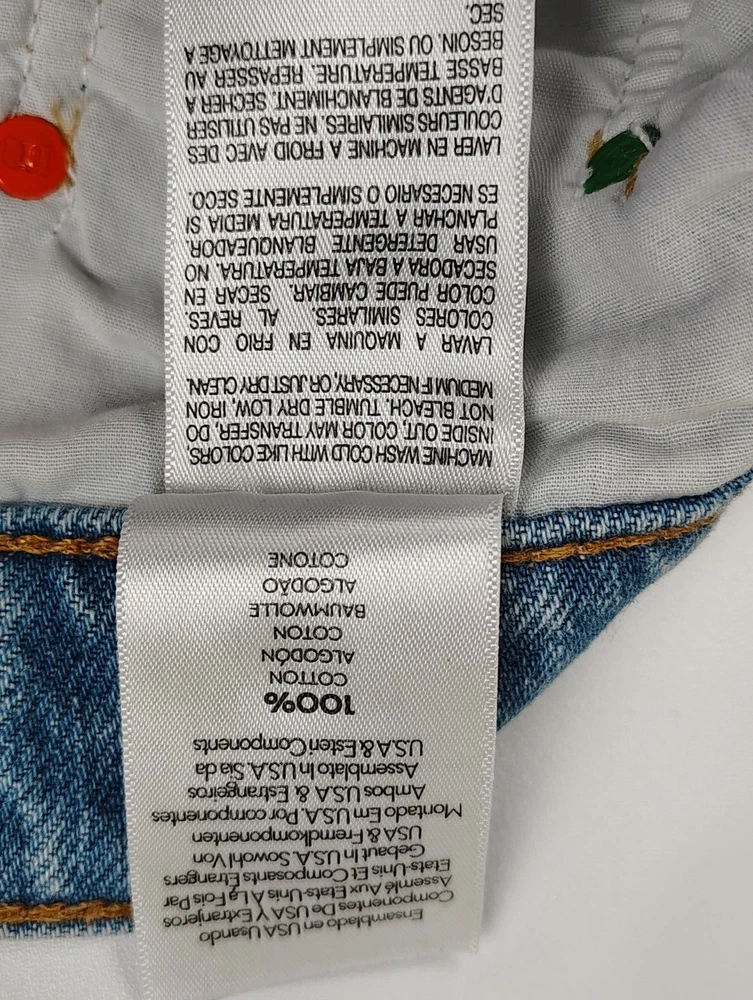 Ensamblado en USA Usando
Componentes De USA Y Extranjeros
Assemblé Aux Etats-Unis À La Fois Par
Etats-Unis Et Composants Étrangers
Gebaut In U.S.A. Sowohl Von
USA & Fremdkomponenten
Montado Em U.S.A. Por componentes
Ambos U.S.A & Estrangeiros
Assemblato In U.S.A. Sia da
U.S.A & Esteri Components
100%
COTTON
ALGODÓN
COTON
BAUMWOLLE
ALGODÃO
COTONE
MACHINE WASH COLD WITH LIKE COLORS,
INSIDE OUT, COLOR MAY TRANSFER, DO
NOT BLEACH. TUMBLE DRY LOW, IRON
MEDIUM IF NECESSARY, OR JUST DRY CLEAN.
LAVAR A MAQUINA EN FRIO CON
COLORES SIMILARES. AL REVES.
COLOR PUEDE CAMBIAR. SECAR EN
SECADORA A BAJA TEMPERATURA. NO
USAR DETERGENTE BLANQUEADOR.
PLANCHAR A TEMPERATURA MEDIA SI
ES NECESARIO O SIMPLEMENTE SECO.
LAVER EN MACHINE A FROID AVEC DES
COULEURS SIMILAIRES. NE PAS UTILISER
D'AGENTS DE BLANCHIMENT. SECHER A
BASSE TEMPERATURE. REPASSER AU
BESOIN. OU SIMPLEMENT METTOYAGE A
SEC.